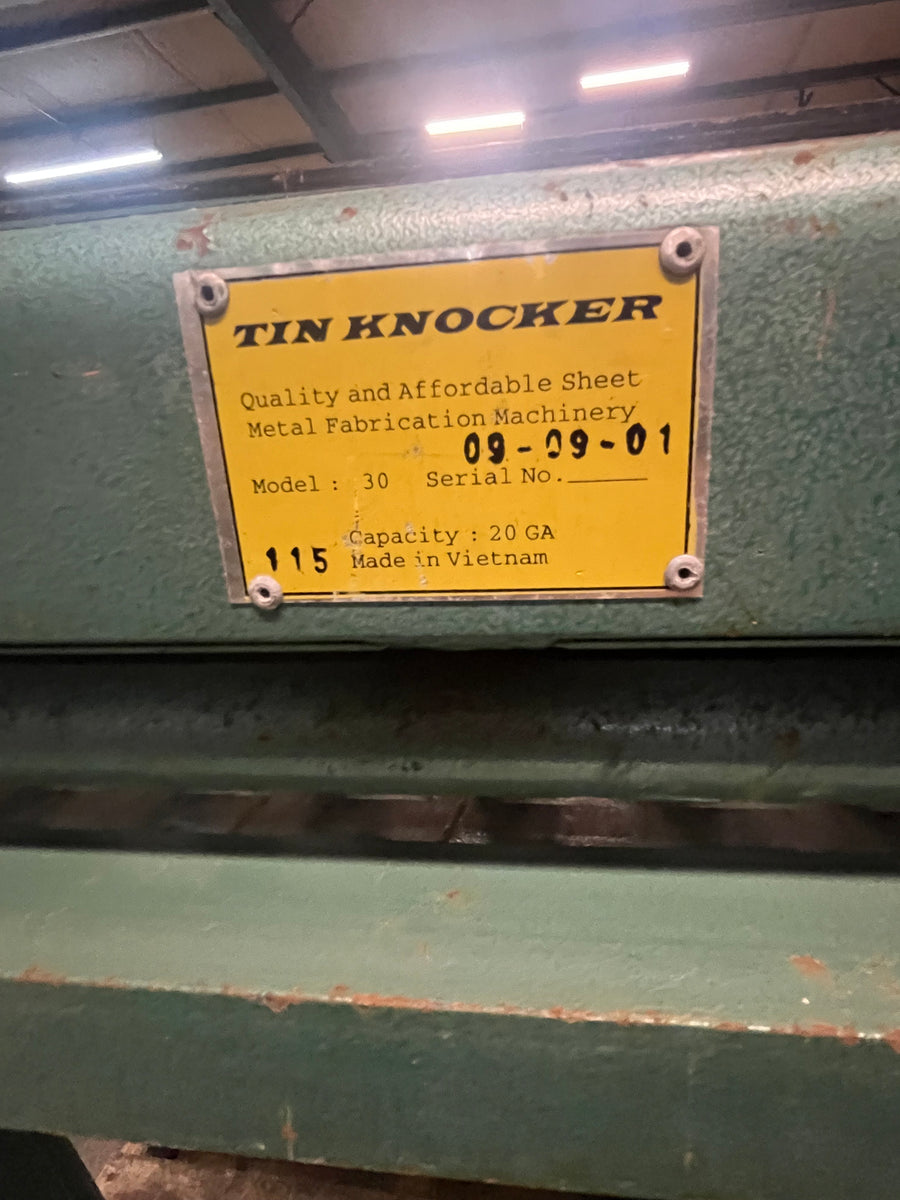 TIN KNOCKER
Quality and Affordable Sheet
Metal Fabrication Machinery
09-09-01
Model : 30 Serial No.
Capacity : 20 GA
115 Made in Vietnam